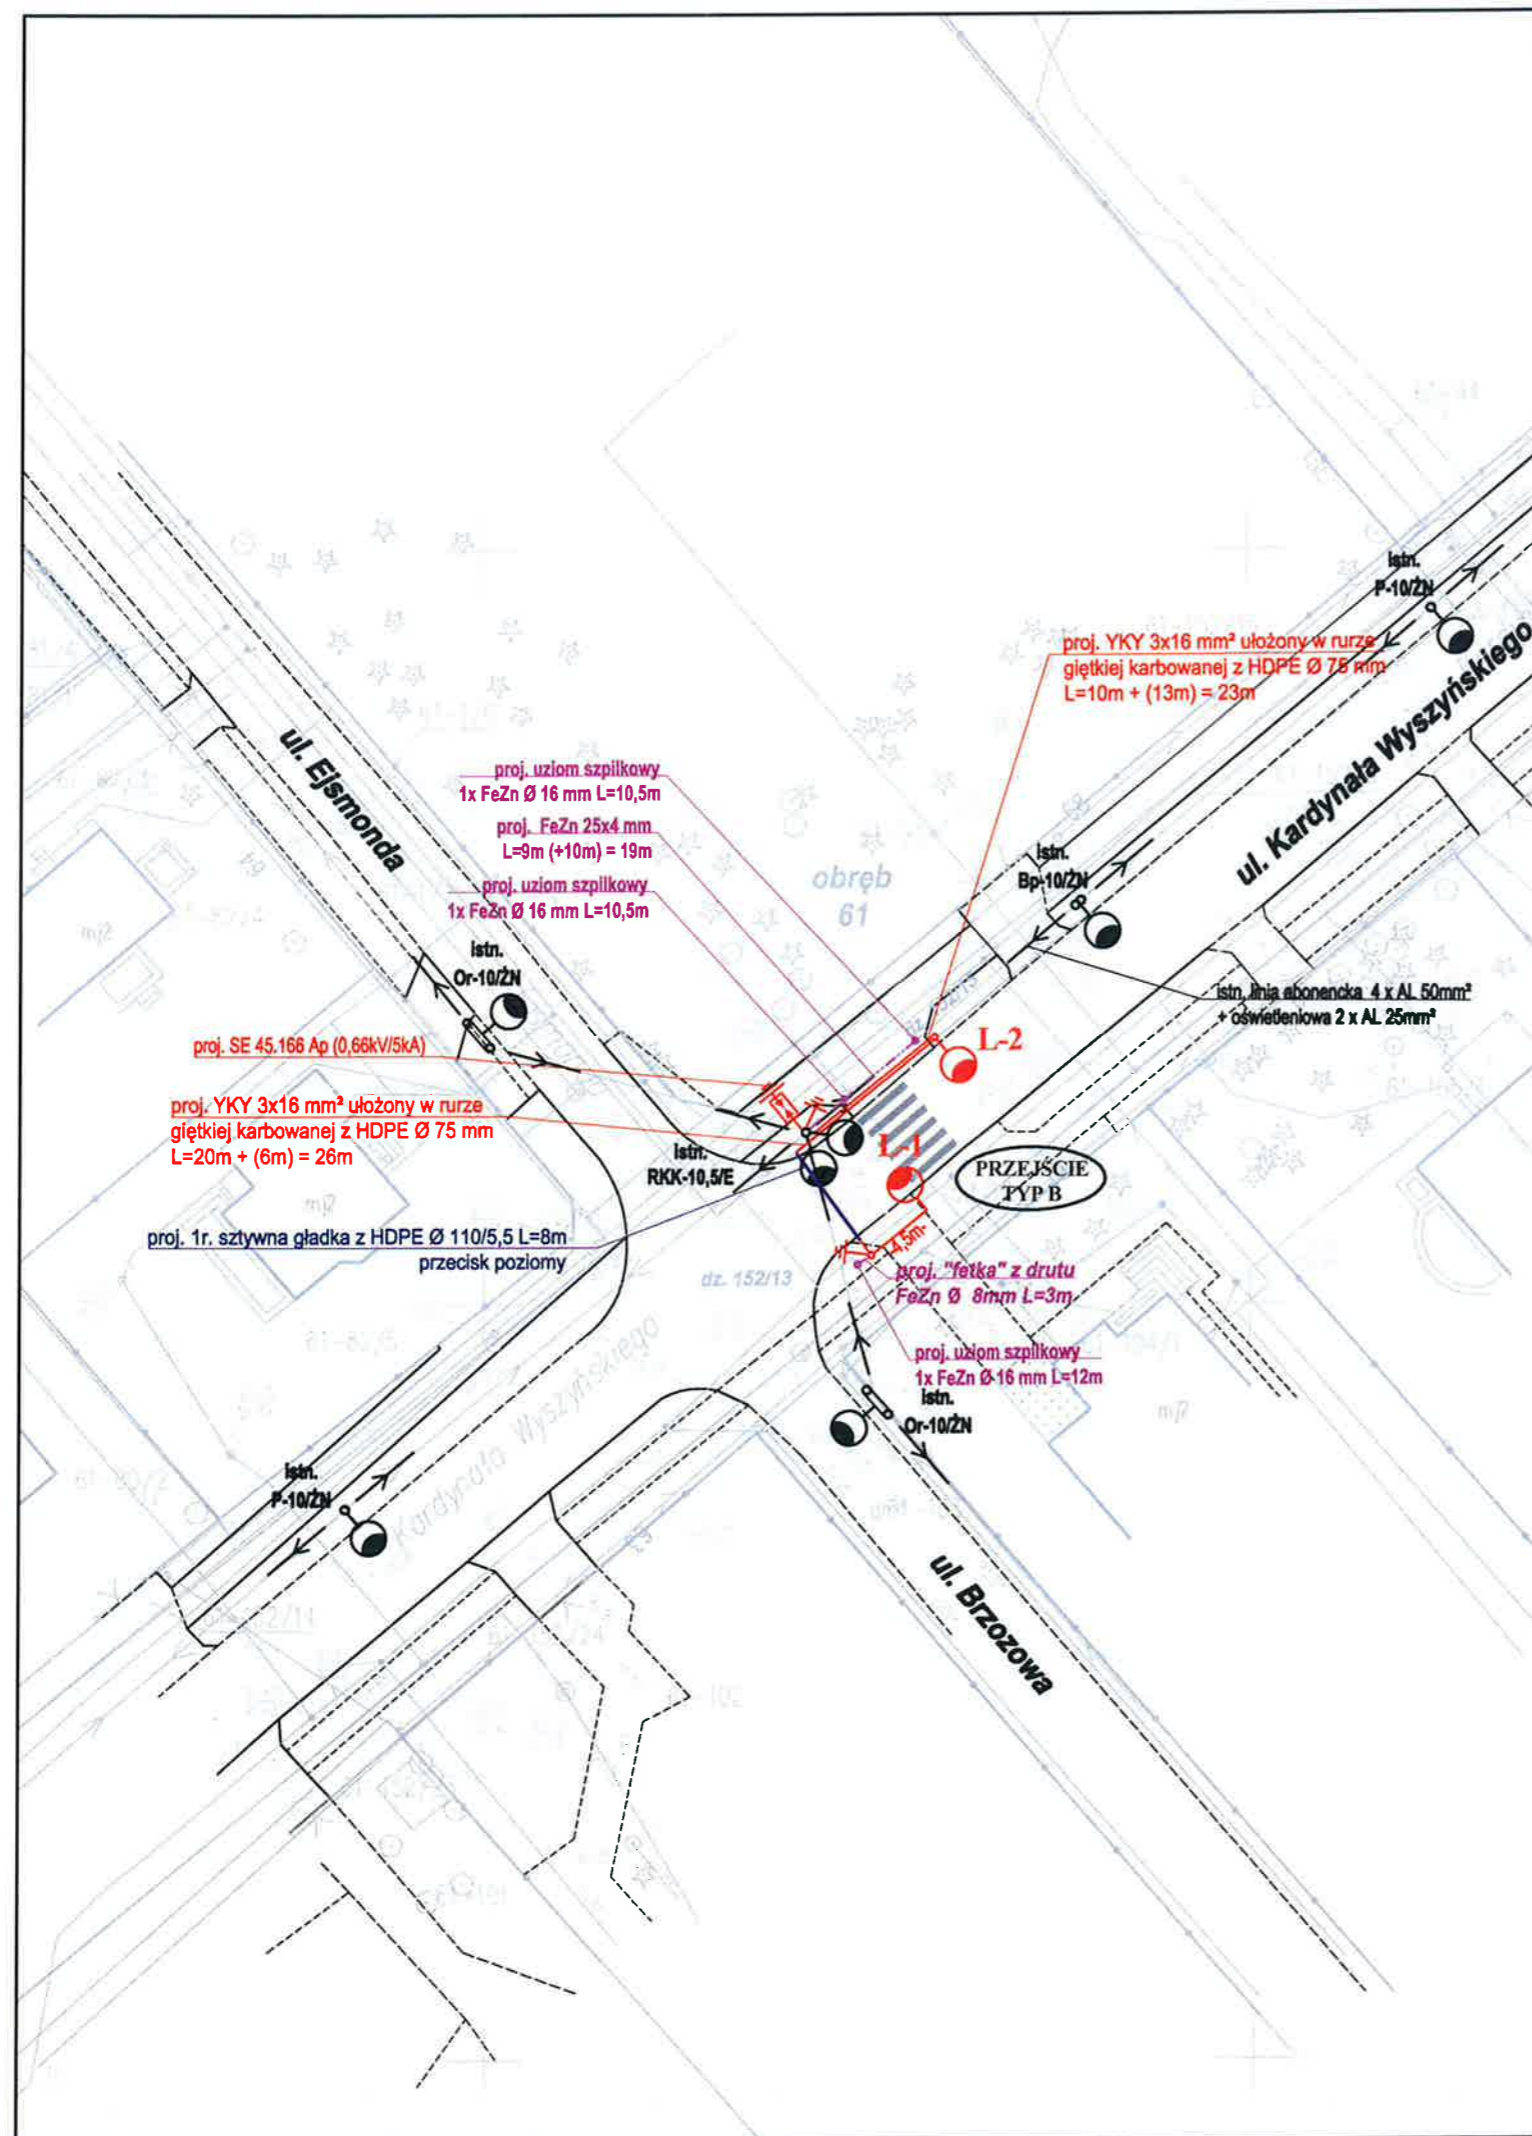 istn.
P-10/ŻN
proj. YKY 3x16 mm² ułożony w rurze
giętkiej karbowanej z HDPE Ø 75 mm
L=10m + (13m) = 23m
ul. Kardynała Wyszyńskiego
ul. Ejsmonda
proj. uziom szpilkowy
1x FeZn Ø 16 mm L=10,5m
proj. FeZn 25x4 mm
L=9m (+10m) = 19m
proj. uziom szpilkowy
1x FeZn Ø 16 mm L=10,5m
obręb
61
istn.
Bp-10/ŻN
istn.
Or-10/ŻN
istn. linia abonencka 4 x AL 50mm²
+ oświetleniowa 2 x AL 25mm²
proj. SE 45.166 Ap (0,66kV/5kA)
L-2
proj. YKY 3x16 mm² ułożony w rurze
giętkiej karbowanej z HDPE Ø 75 mm
L=20m + (6m) = 26m
istn.
RKK-10,5/E
L-1
PRZEJŚCIE
TYP B
proj. 1r. sztywna gładka z HDPE Ø 110/5,5 L=8m
przecisk poziomy
4,5m
dz. 152/13
proj. "fetka" z drutu
FeZn Ø 8mm L=3m
proj. uziom szpilkowy
1x FeZn Ø 16 mm L=12m
istn.
Or-10/ŻN
Kardynała Wyszyńskiego
istn.
P-10/ŻN
ul. Brzozowa